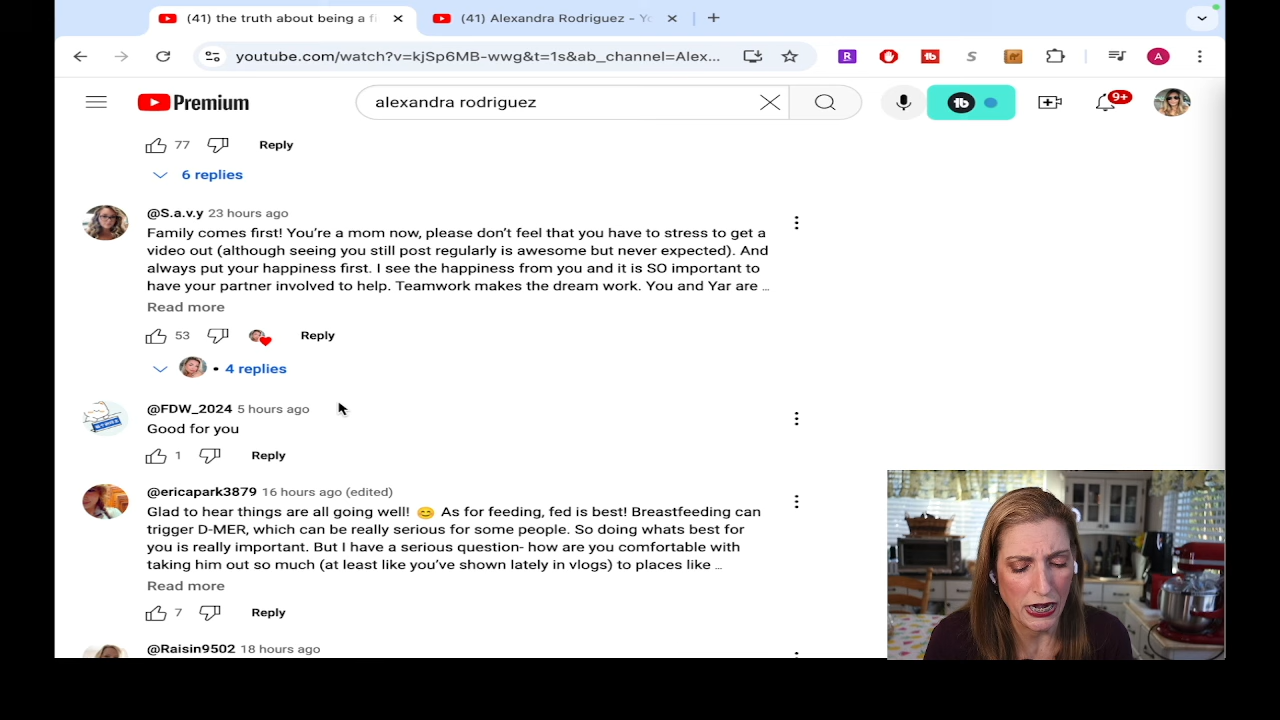 (41) the truth about being a fi
(41) Alexandra Rodriguez - Yo
youtube.com/watch?v=kjSp6MB-wwg&t=1s&ab_channel=Alex...
Premium
alexandra rodriguez
9+
77
Reply
6 replies
@S.a.v.y 23 hours ago
Family comes first! You're a mom now, please don't feel that you have to stress to get a
video out (although seeing you still post regularly is awesome but never expected). And
always put your happiness first. I see the happiness from you and it is SO important to
have your partner involved to help. Teamwork makes the dream work. You and Yar are ...
Read more
53
Reply
• 4 replies
@FDW_2024 5 hours ago
Good for you
1
Reply
@ericapark3879 16 hours ago (edited)
Glad to hear things are all going well! 😊 As for feeding, fed is best! Breastfeeding can
trigger D-MER, which can be really serious for some people. So doing whats best for
you is really important. But I have a serious question- how are you comfortable with
taking him out so much (at least like you've shown lately in vlogs) to places like ...
Read more
7
Reply
@Raisin9502 18 hours ago